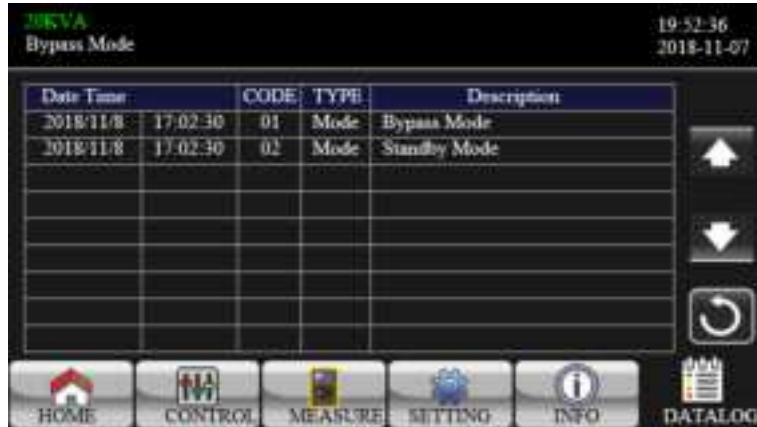 20KVA
Bypass Mode
19:52:36
2018-11-07
Date Time CODE TYPE Description
2018/11/8 17:02:30 01 Mode Bypass Mode
2018/11/8 17:02:30 02 Mode Standby Mode
HOME CONTROL MEASURE SETTING INFO DATALOG